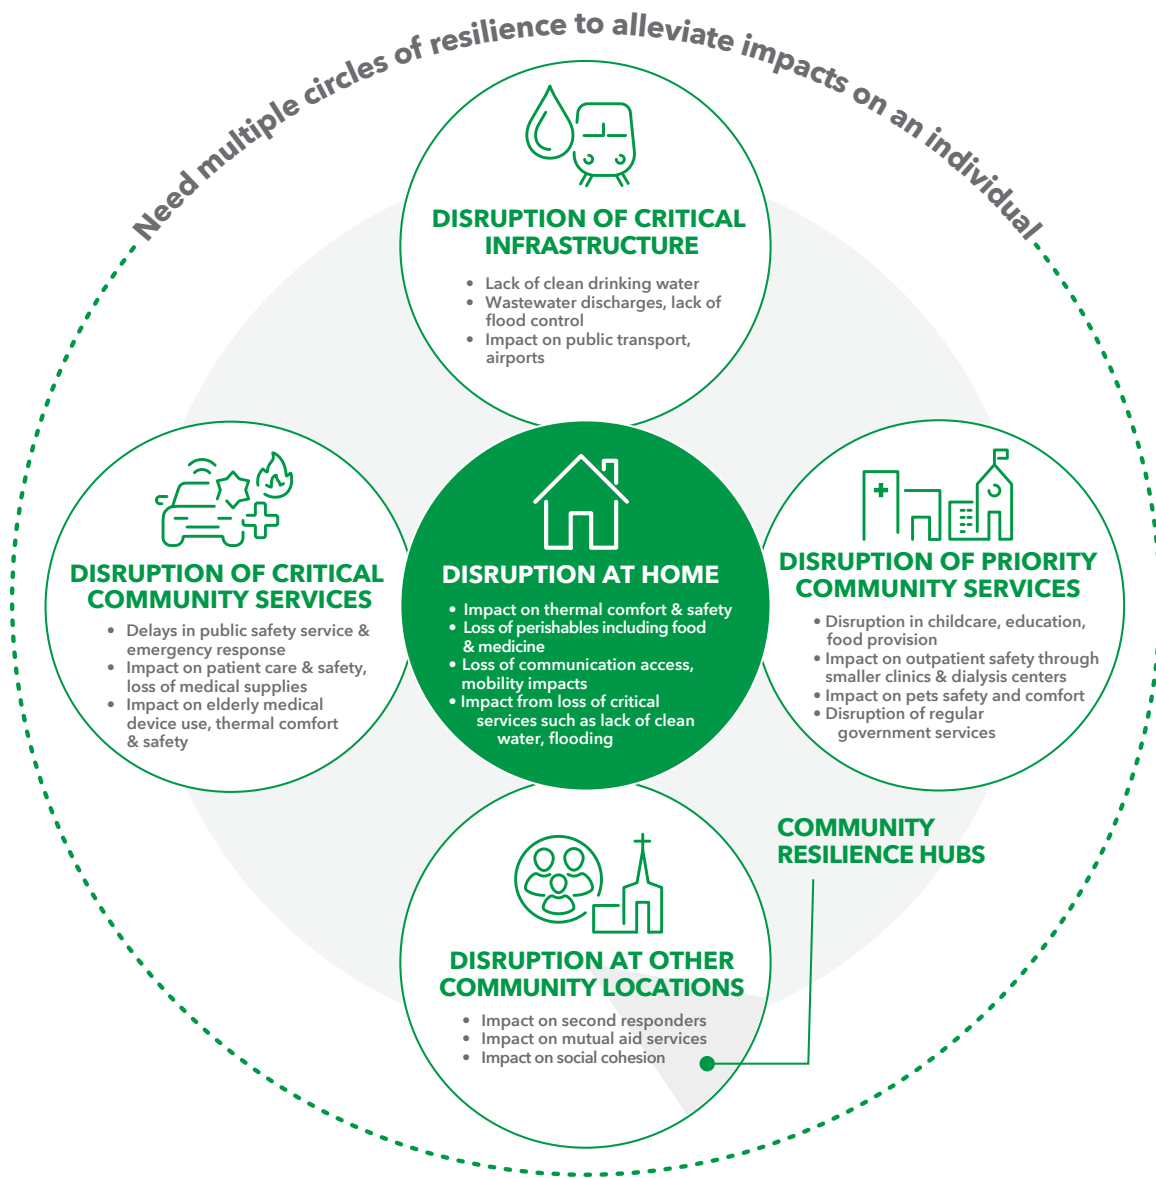 Need multiple circles of resilience to alleviate impacts on an individual
DISRUPTION OF CRITICAL
INFRASTRUCTURE
• Lack of clean drinking water
• Wastewater discharges, lack of
flood control
• Impact on public transport,
airports
DISRUPTION OF CRITICAL
COMMUNITY SERVICES
• Delays in public safety service &
emergency response
• Impact on patient care & safety,
loss of medical supplies
• Impact on elderly medical
device use, thermal comfort
& safety
DISRUPTION AT HOME
• Impact on thermal comfort & safety
• Loss of perishables including food
& medicine
• Loss of communication access,
mobility impacts
• Impact from loss of critical
services such as lack of clean
water, flooding
DISRUPTION OF PRIORITY
COMMUNITY SERVICES
• Disruption in childcare, education,
food provision
• Impact on outpatient safety through
smaller clinics & dialysis centers
• Impact on pets safety and comfort
• Disruption of regular
government services
COMMUNITY
RESILIENCE HUBS
DISRUPTION AT OTHER
COMMUNITY LOCATIONS
• Impact on second responders
• Impact on mutual aid services
• Impact on social cohesion